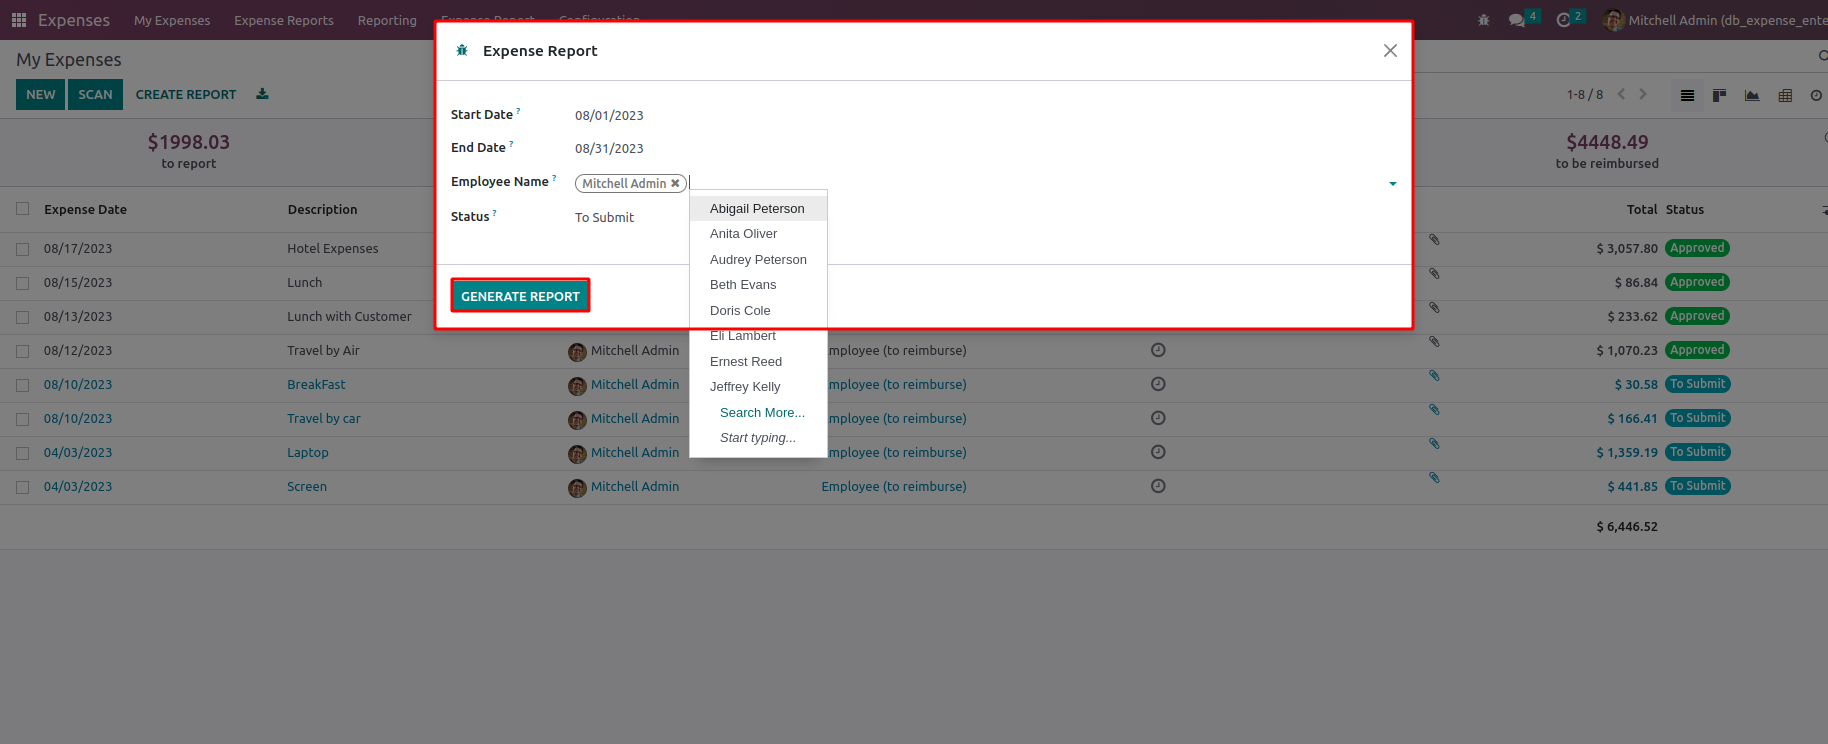 Expenses My Expenses Expense Reports Reporting Expense Report Configuration 4 2 Mitchell Admin (db_expense_ente
My Expenses
NEW SCAN CREATE REPORT 1-8 / 8
$1998.03
to report
$4448.49
to be reimbursed
Expense Report
Start Date ? 08/01/2023
End Date ? 08/31/2023
Employee Name ? Mitchell Admin ✖
Status ? To Submit
GENERATE REPORT
Abigail Peterson
Anita Oliver
Audrey Peterson
Beth Evans
Doris Cole
Eli Lambert
Ernest Reed
Jeffrey Kelly
Search More...
Start typing...
Expense Date Description Total Status
08/17/2023 Hotel Expenses $ 3,057.80 Approved
08/15/2023 Lunch $ 86.84 Approved
08/13/2023 Lunch with Customer $ 233.62 Approved
08/12/2023 Travel by Air Mitchell Admin mployee (to reimburse) $ 1,070.23 Approved
08/10/2023 BreakFast Mitchell Admin mployee (to reimburse) $ 30.58 To Submit
08/10/2023 Travel by car Mitchell Admin mployee (to reimburse) $ 166.41 To Submit
04/03/2023 Laptop Mitchell Admin mployee (to reimburse) $ 1,359.19 To Submit
04/03/2023 Screen Mitchell Admin Employee (to reimburse) $ 441.85 To Submit
$ 6,446.52